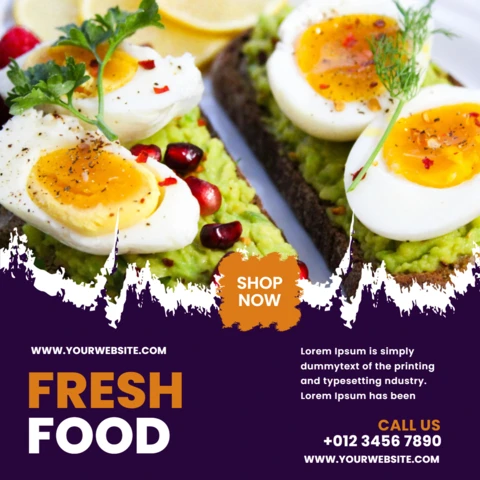 SHOP
NOW
WWW.YOURWEBSITE.COM
FRESH
FOOD
Lorem Ipsum is simply
dummytext of the printing
and typesetting ndustry.
Lorem Ipsum has been
CALL US
+012 3456 7890
WWW.YOURWEBSITE.COM